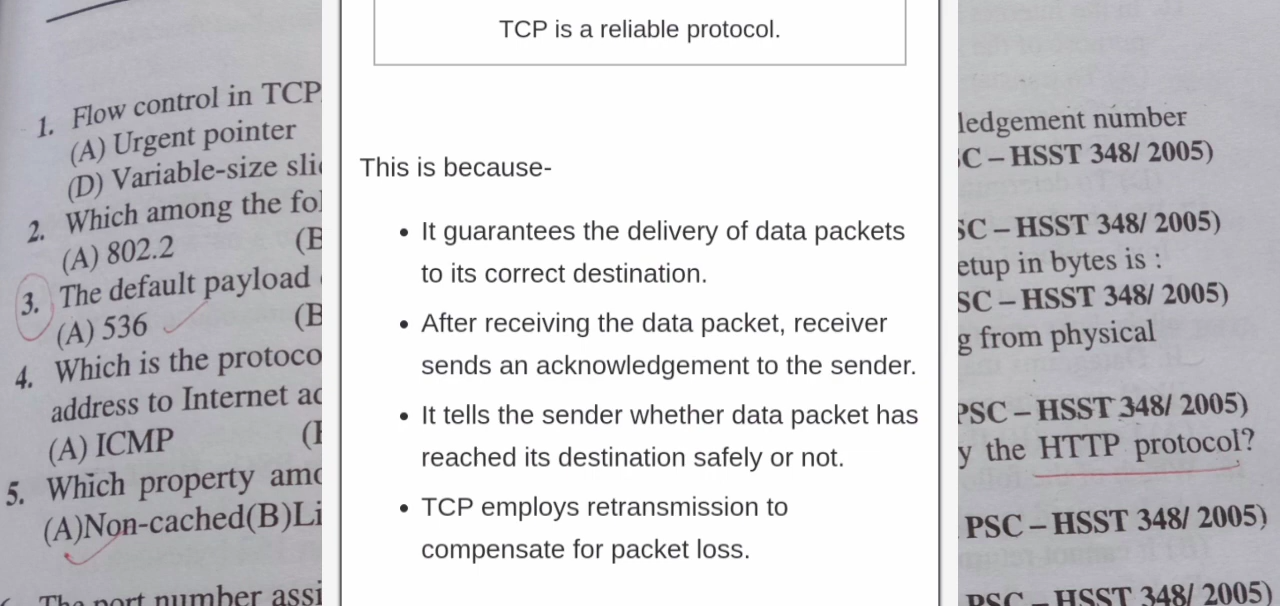 1. Flow control in TCP
(A) Urgent pointer
(D) Variable-size sli
2. Which among the fol
(A) 802.2 (B
3. The default payload
(A) 536 (B
4. Which is the protoco
address to Internet ad
(A) ICMP
5. Which property amo
(A)Non-cached(B)Li
The port number assi
TCP is a reliable protocol.
This is because-
• It guarantees the delivery of data packets
to its correct destination.
• After receiving the data packet, receiver
sends an acknowledgement to the sender.
• It tells the sender whether data packet has
reached its destination safely or not.
• TCP employs retransmission to
compensate for packet loss.
ledgement number
C – HSST 348/ 2005)
SC – HSST 348/ 2005)
etup in bytes is :
SC – HSST 348/ 2005)
g from physical
PSC – HSST 348/ 2005)
y the HTTP protocol?
PSC – HSST 348/ 2005)
PSC – HSST 348/ 2005)